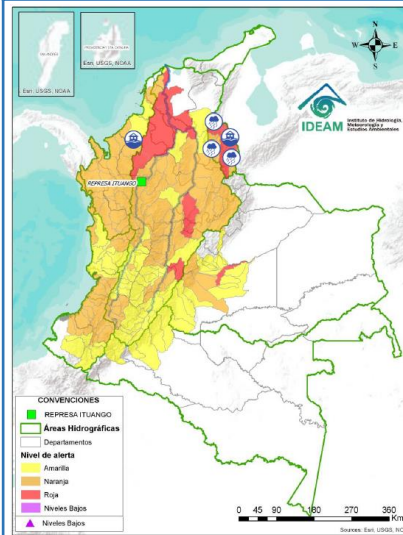 Esri, USGS, NOAA
Esri, USGS, NOAA
N
W
E
S
IDEAM
Instituto de Hidrología,
Meteorología y
Estudios Ambientales
REPRESA ITUANGO
CONVENCIONES
REPRESA ITUANGO
Áreas Hidrográficas
Departamentos
Nivel de alerta
Amarilla
Naranja
Roja
Niveles Bajos
Niveles Bajos
0 45 90 180 270 360
Km
Sources: Esri, USGS, NO